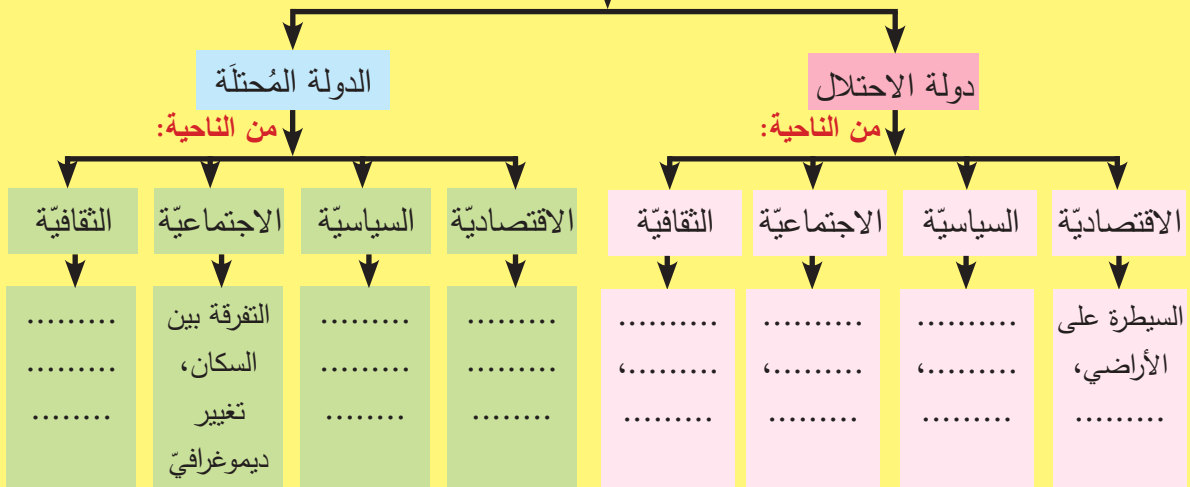 دولة الاحتلال
من الناحية:
الاقتصاديّة
السيطرة على
الأراضي،
.........
السياسيّة
..........
.........،
.........
الاجتماعيّة
..........
.........،
.........
الثقافيّة
..........
.........،
.........
الدولة المُحتلَة
من الناحية:
الاقتصاديّة
.........
.........
........
السياسيّة
.........
.........
........
الاجتماعيّة
التفرقة بين
السكان،
تغيير
ديموغرافيّ
الثقافيّة
.........
.........
........